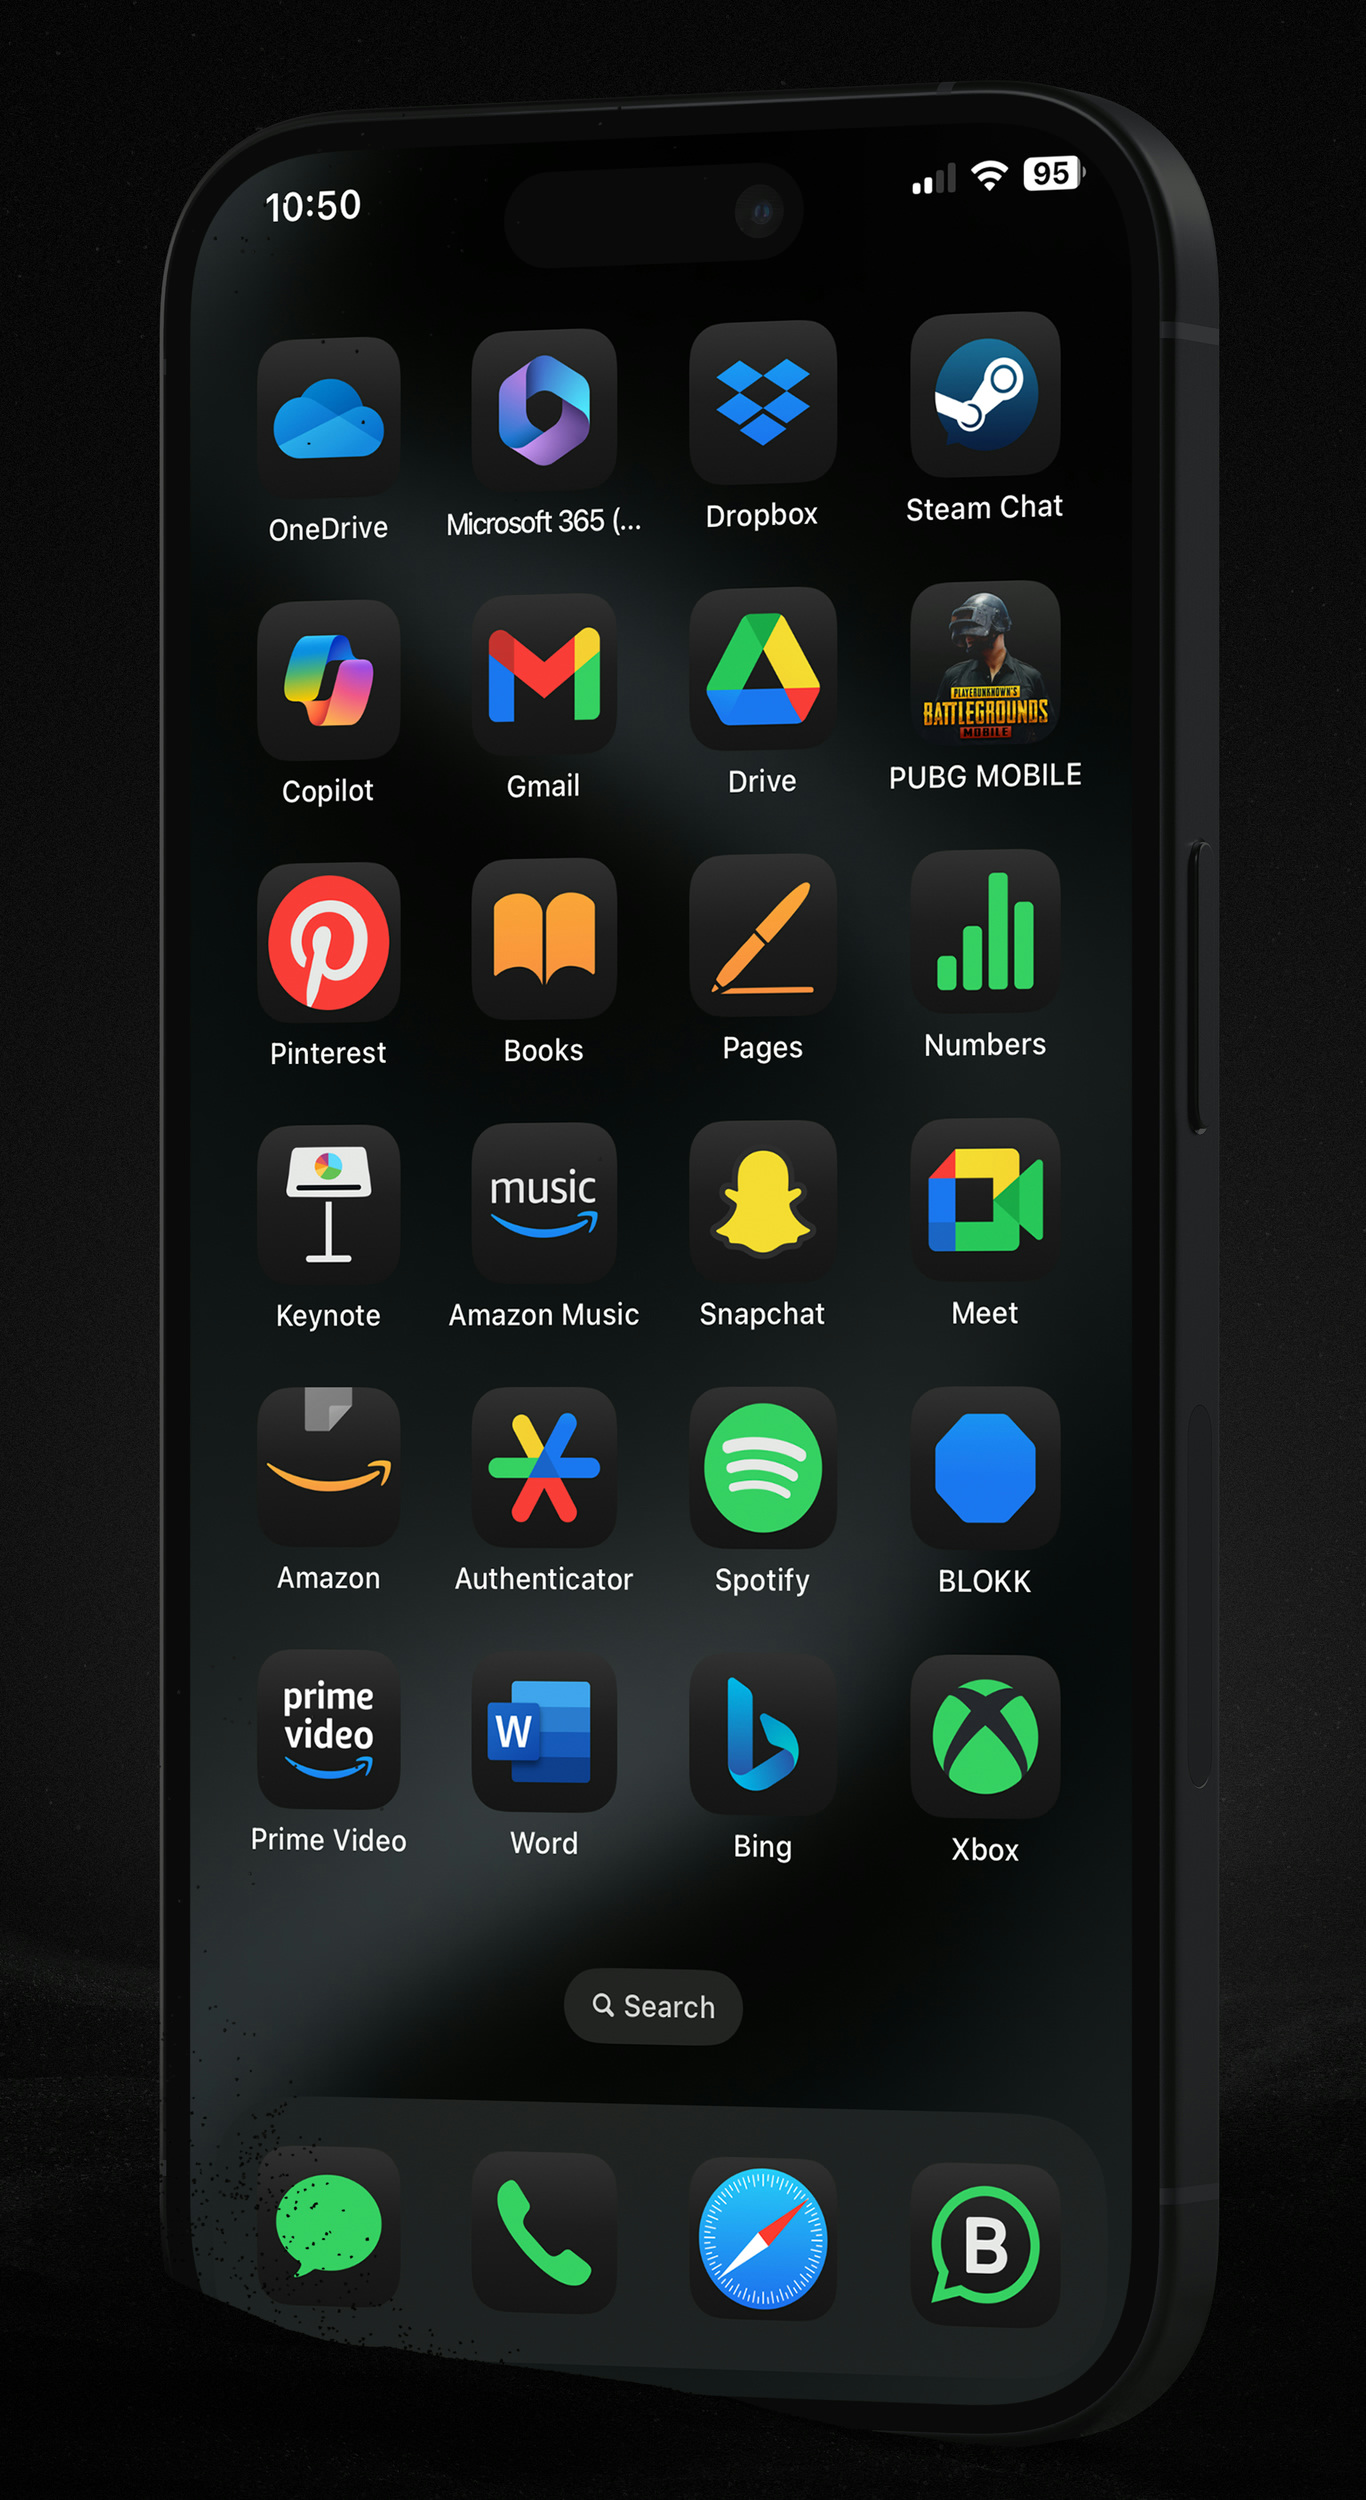 10:50
95
OneDrive
Microsoft 365 (...
Dropbox
Steam Chat
PLAYERUNKNOWN'S
BATTLEGROUNDS
MOBILE
Copilot
Gmail
Drive
PUBG MOBILE
Pinterest
Books
Pages
Numbers
music
Keynote
Amazon Music
Snapchat
Meet
Amazon
Authenticator
Spotify
BLOKK
prime
video
W
Prime Video
Word
Bing
Xbox
Search
B